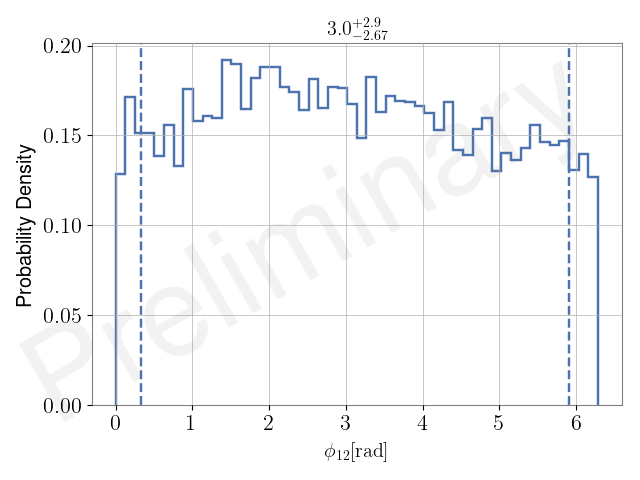 3.0^{+2.9}_{-2.67}
0.20
0.15
0.10
0.05
0.00
Probability Density
Preliminary
0 1 2 3 4 5 6
ϕ₁₂[rad]